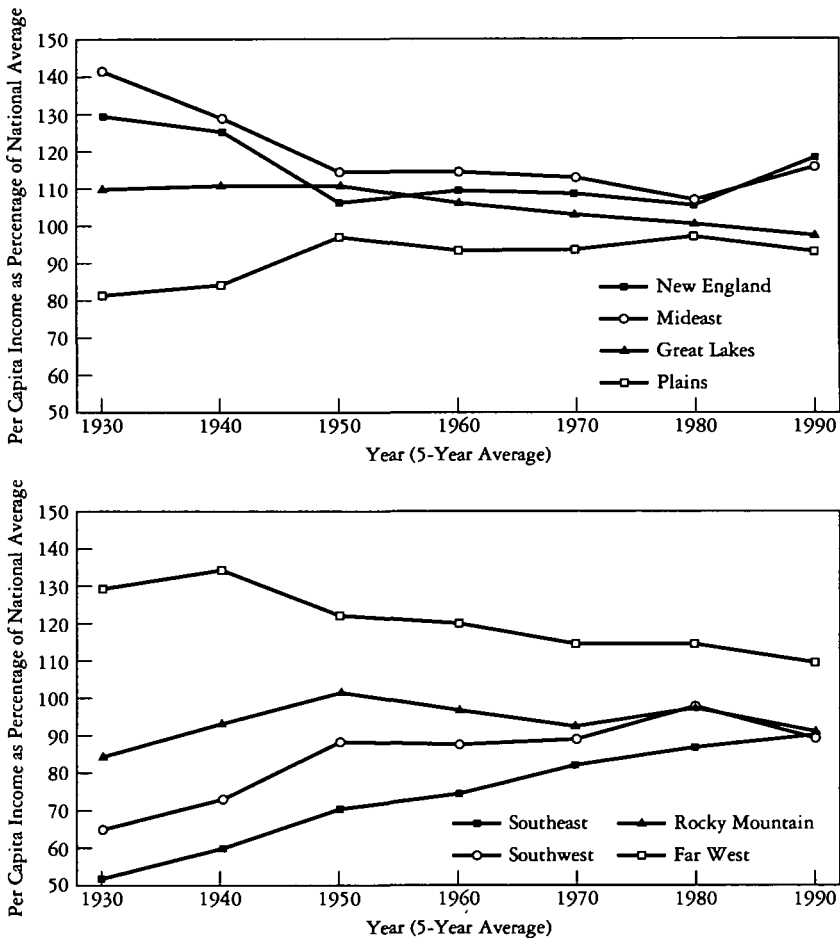 Per Capita Income as Percentage of National Average
150
140
130
120
110
100
90
80
70
60
50
New England
Mideast
Great Lakes
Plains
1930 1940 1950 1960 1970 1980 1990
Year (5-Year Average)
Per Capita Income as Percentage of National Average
150
140
130
120
110
100
90
80
70
60
50
Southeast Rocky Mountain
Southwest Far West
1930 1940 1950 1960 1970 1980 1990
Year (5-Year Average)